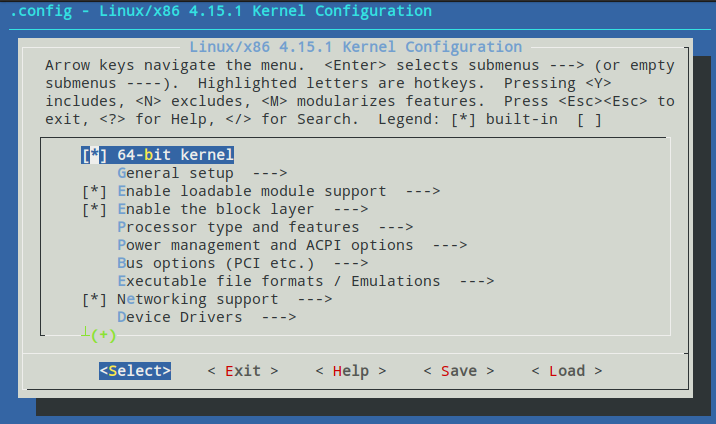 .config - Linux/x86 4.15.1 Kernel Configuration
Linux/x86 4.15.1 Kernel Configuration
Arrow keys navigate the menu.  <Enter> selects submenus ---> (or empty
submenus ----).  Highlighted letters are hotkeys.  Pressing <Y>
includes, <N> excludes, <M> modularizes features.  Press <Esc><Esc> to
exit, <?> for Help, </> for Search.  Legend: [*] built-in  [ ]
[*] 64-bit kernel
General setup  --->
[*] Enable loadable module support  --->
[*] Enable the block layer  --->
Processor type and features  --->
Power management and ACPI options  --->
Bus options (PCI etc.)  --->
Executable file formats / Emulations  --->
[*] Networking support  --->
Device Drivers  --->
(+)
<Select>    < Exit >    < Help >    < Save >    < Load >